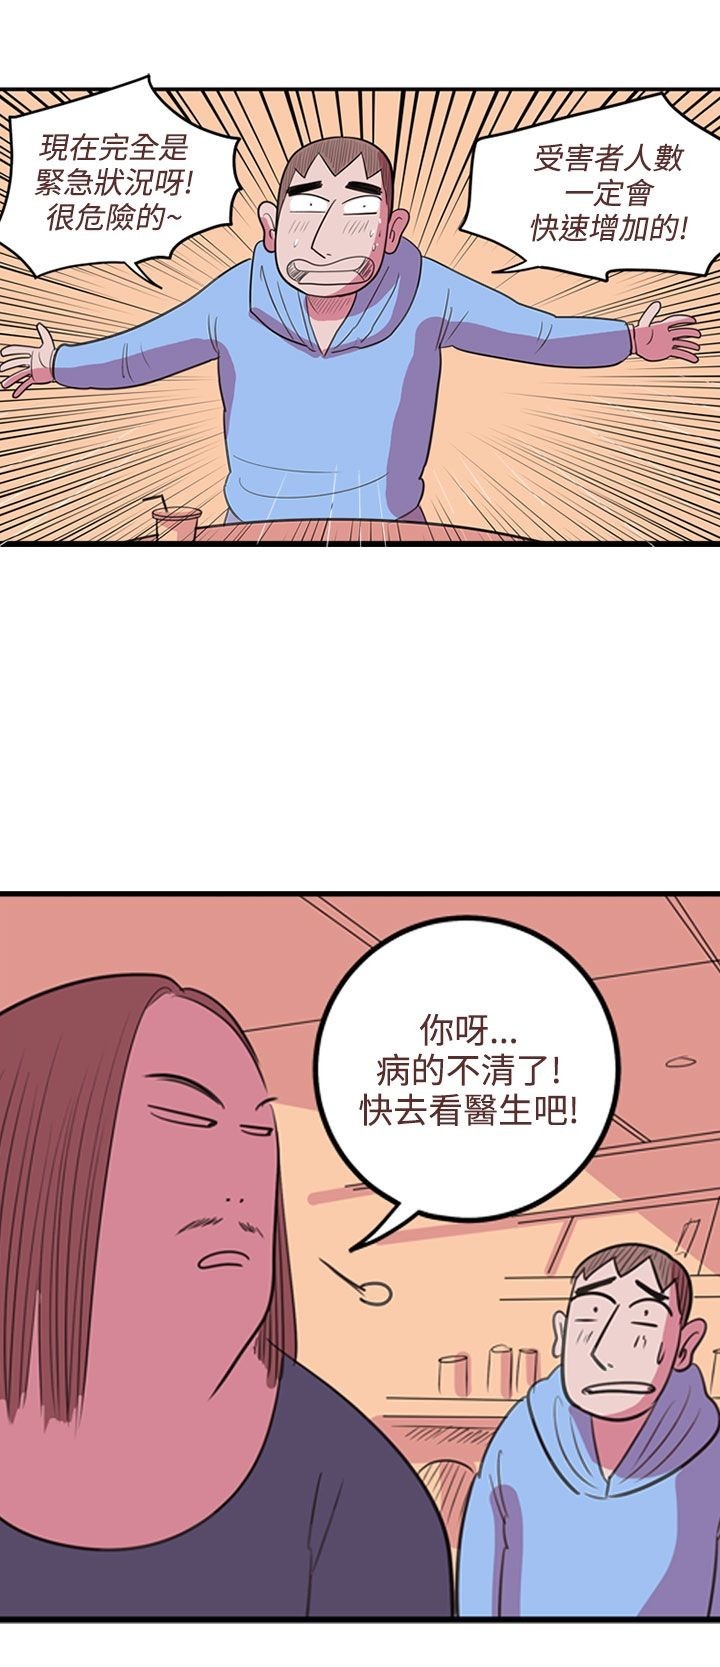 現在完全是
緊急狀況呀!
很危險的~
受害者人數
一定會
快速增加的!
你呀...
病的不清了!
快去看醫生吧!